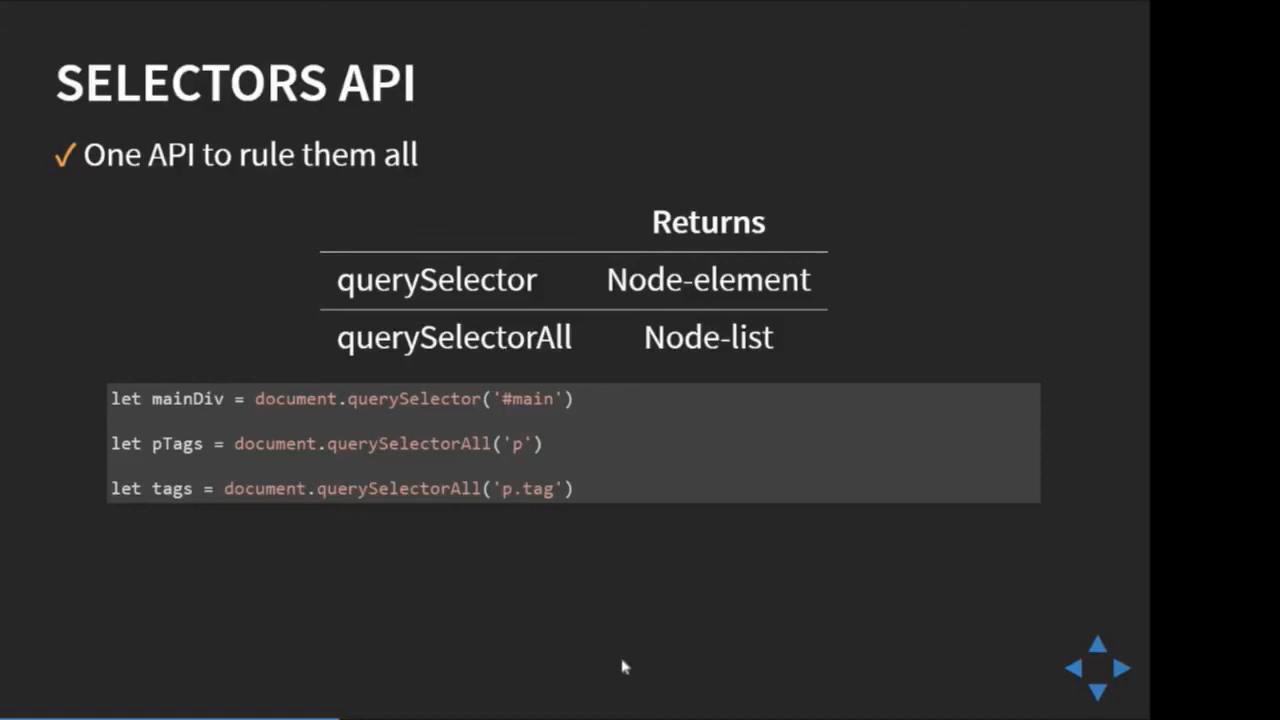 SELECTORS API
✓ One API to rule them all
Returns
querySelector Node-element
querySelectorAll Node-list
let mainDiv = document.querySelector('#main')
let pTags = document.querySelectorAll('p')
let tags = document.querySelectorAll('p.tag')